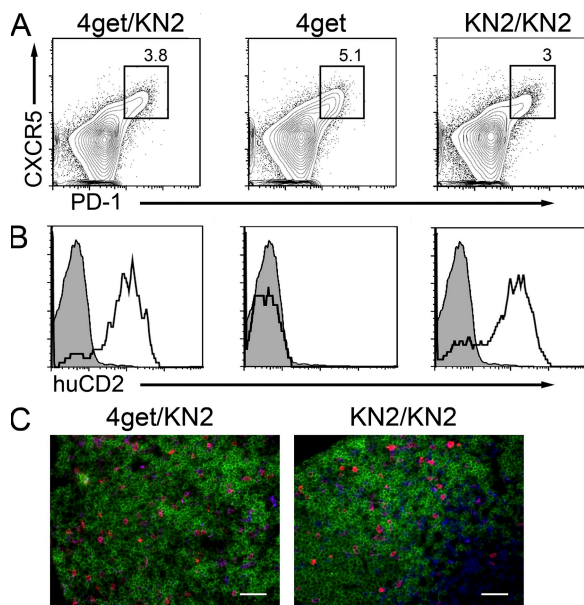 A
4get/KN2
4get
KN2/KN2
3.8
5.1
3
CXCR5
PD-1
B
huCD2
C
4get/KN2
KN2/KN2